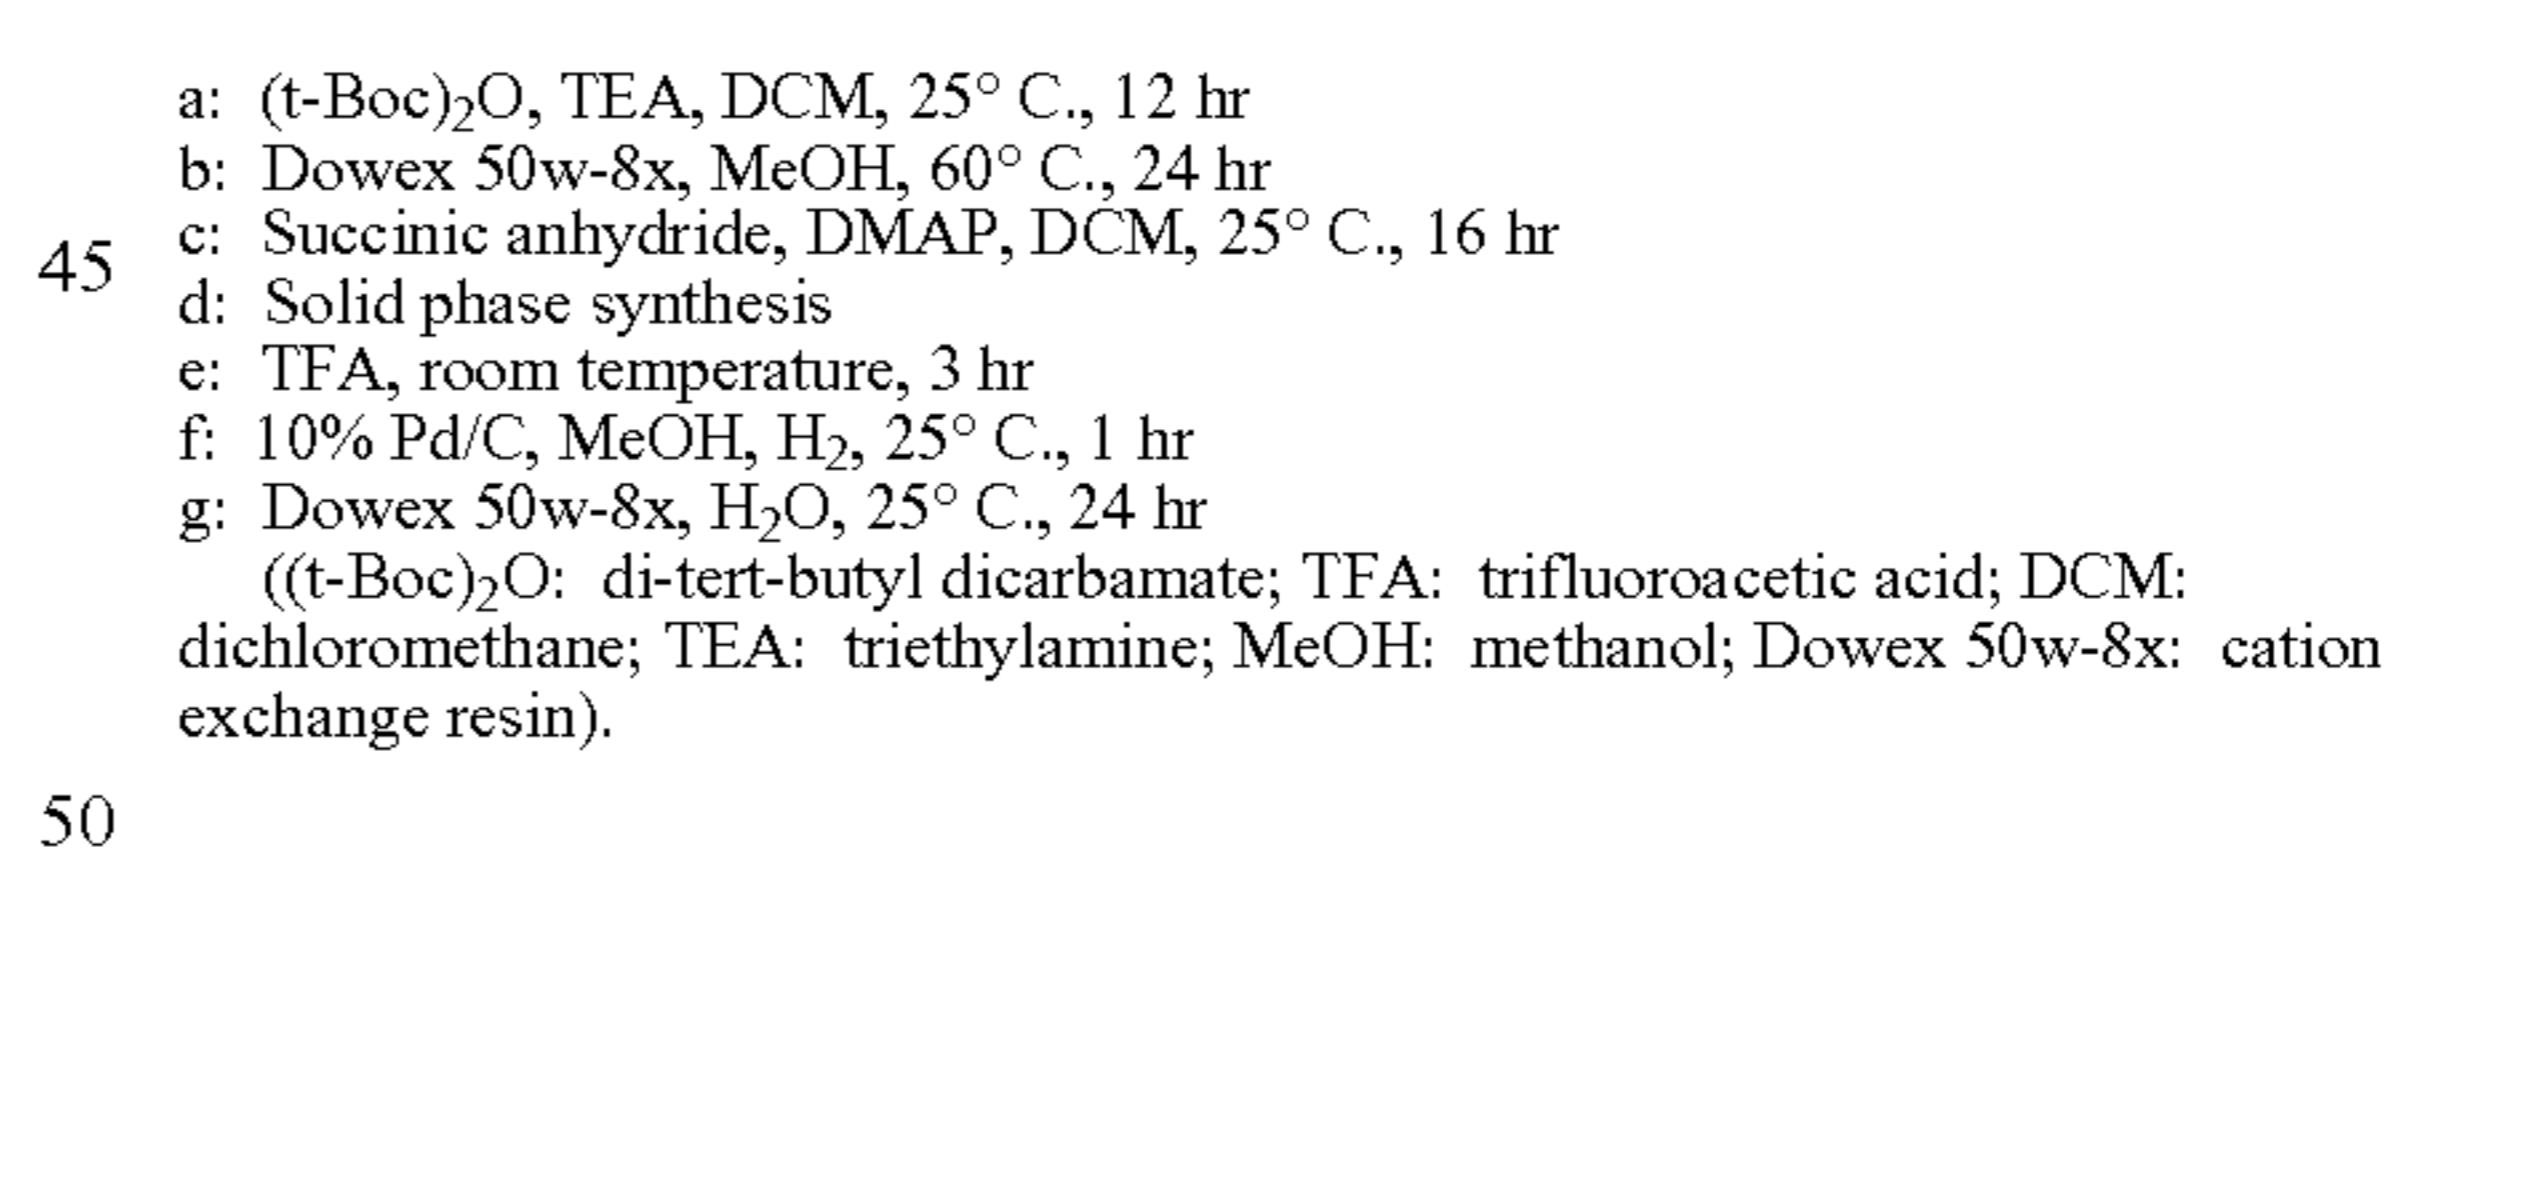 a: (t-Boc)₂O, TEA, DCM, 25° C., 12 hr
b: Dowex 50w-8x, MeOH, 60° C., 24 hr
45 c: Succinic anhydride, DMAP, DCM, 25° C., 16 hr
d: Solid phase synthesis
e: TFA, room temperature, 3 hr
f: 10% Pd/C, MeOH, H₂, 25° C., 1 hr
g: Dowex 50w-8x, H₂O, 25° C., 24 hr
((t-Boc)₂O: di-tert-butyl dicarbamate; TFA: trifluoroacetic acid; DCM:
dichloromethane; TEA: triethylamine; MeOH: methanol; Dowex 50w-8x: cation
exchange resin).
50